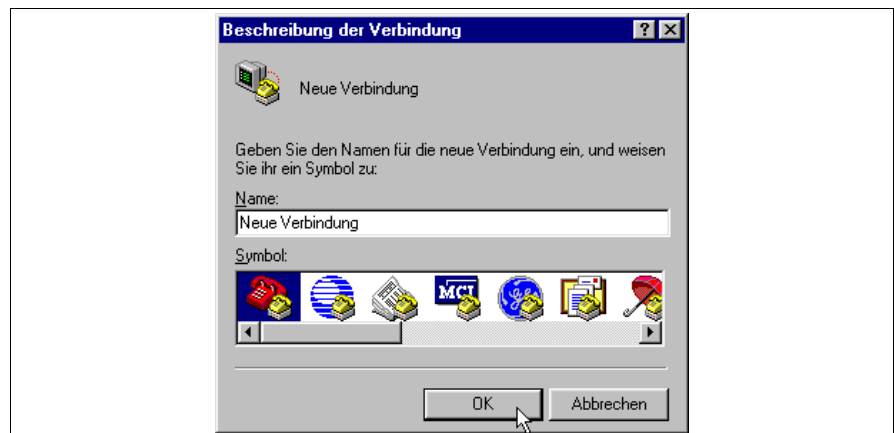 Beschreibung der Verbindung
Neue Verbindung
Geben Sie den Namen für die neue Verbindung ein, und weisen
Sie ihr ein Symbol zu:
Name:
Neue Verbindung
Symbol:
MCI
OK
Abbrechen